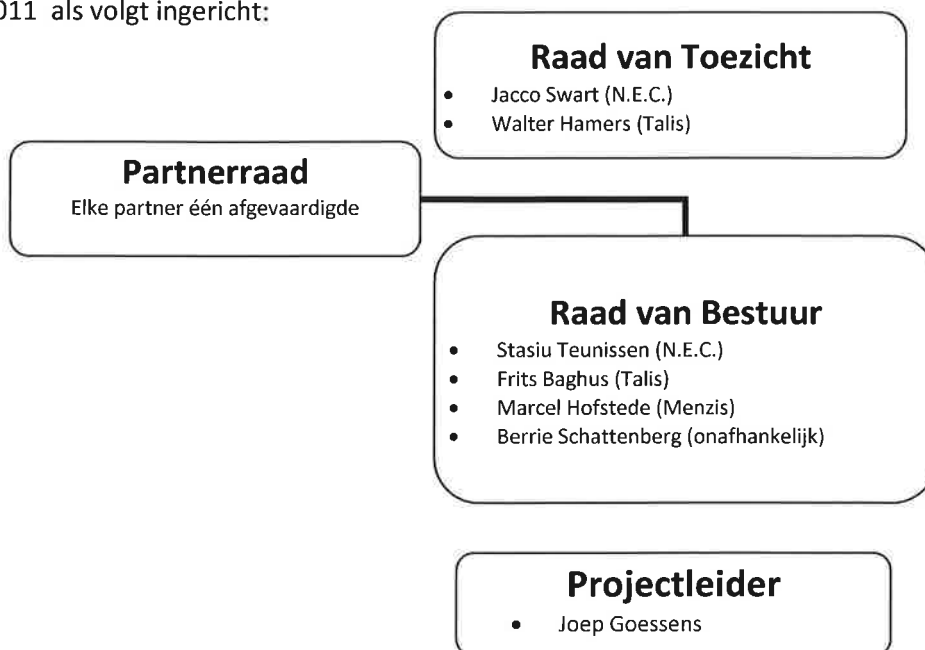 011 als volgt ingericht:
Raad van Toezicht
• Jacco Swart (N.E.C.)
• Walter Hamers (Talis)
Partnerraad
Elke partner één afgevaardigde
Raad van Bestuur
• Stasiu Teunissen (N.E.C.)
• Frits Baghus (Talis)
• Marcel Hofstede (Menzis)
• Berrie Schattenberg (onafhankelijk)
Projectleider
• Joep Goessens